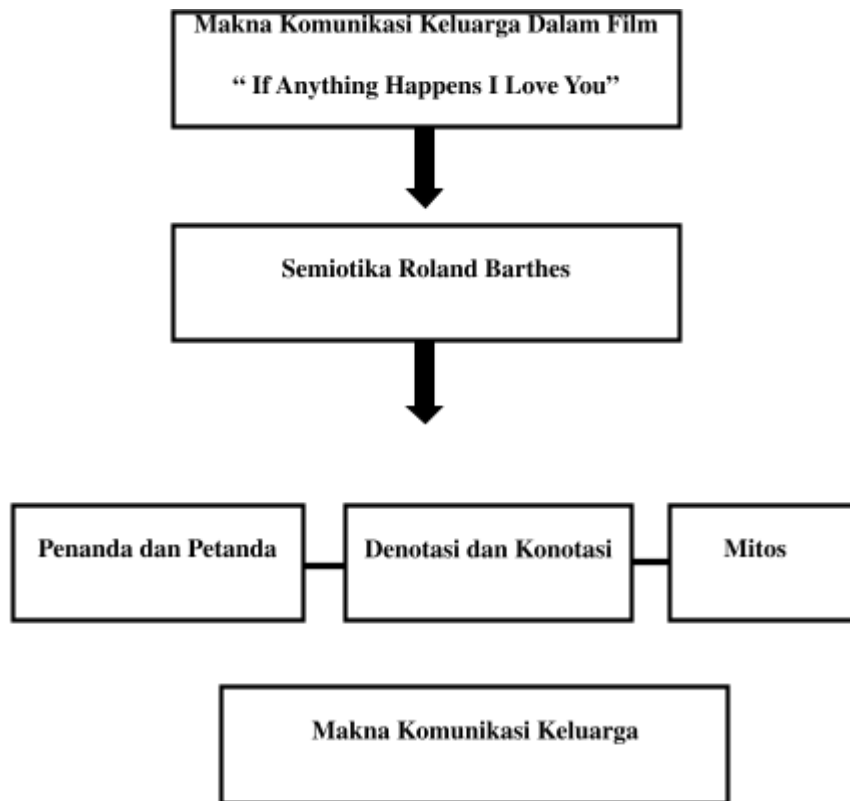 Makna Komunikasi Keluarga Dalam Film
“ If Anything Happens I Love You”
Semiotika Roland Barthes
Penanda dan Petanda
Denotasi dan Konotasi
Mitos
Makna Komunikasi Keluarga